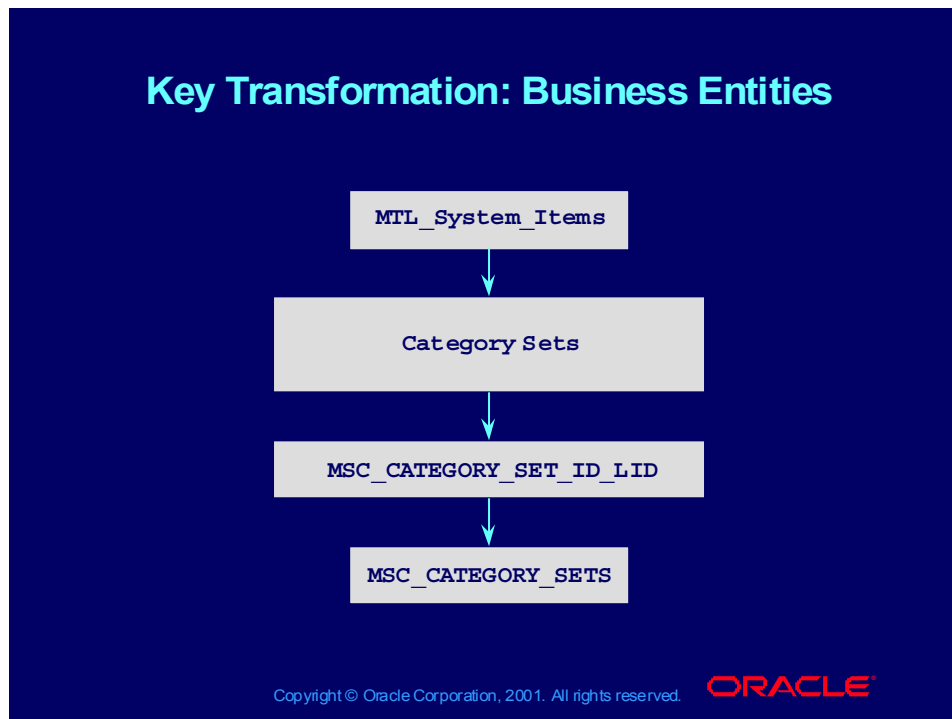 Key Transformation: Business Entities
MTL_System_Items
Category Sets
MSC_CATEGORY_SET_ID_LID
MSC_CATEGORY_SETS
Copyright © Oracle Corporation, 2001. All rights reserved.
ORACLE®